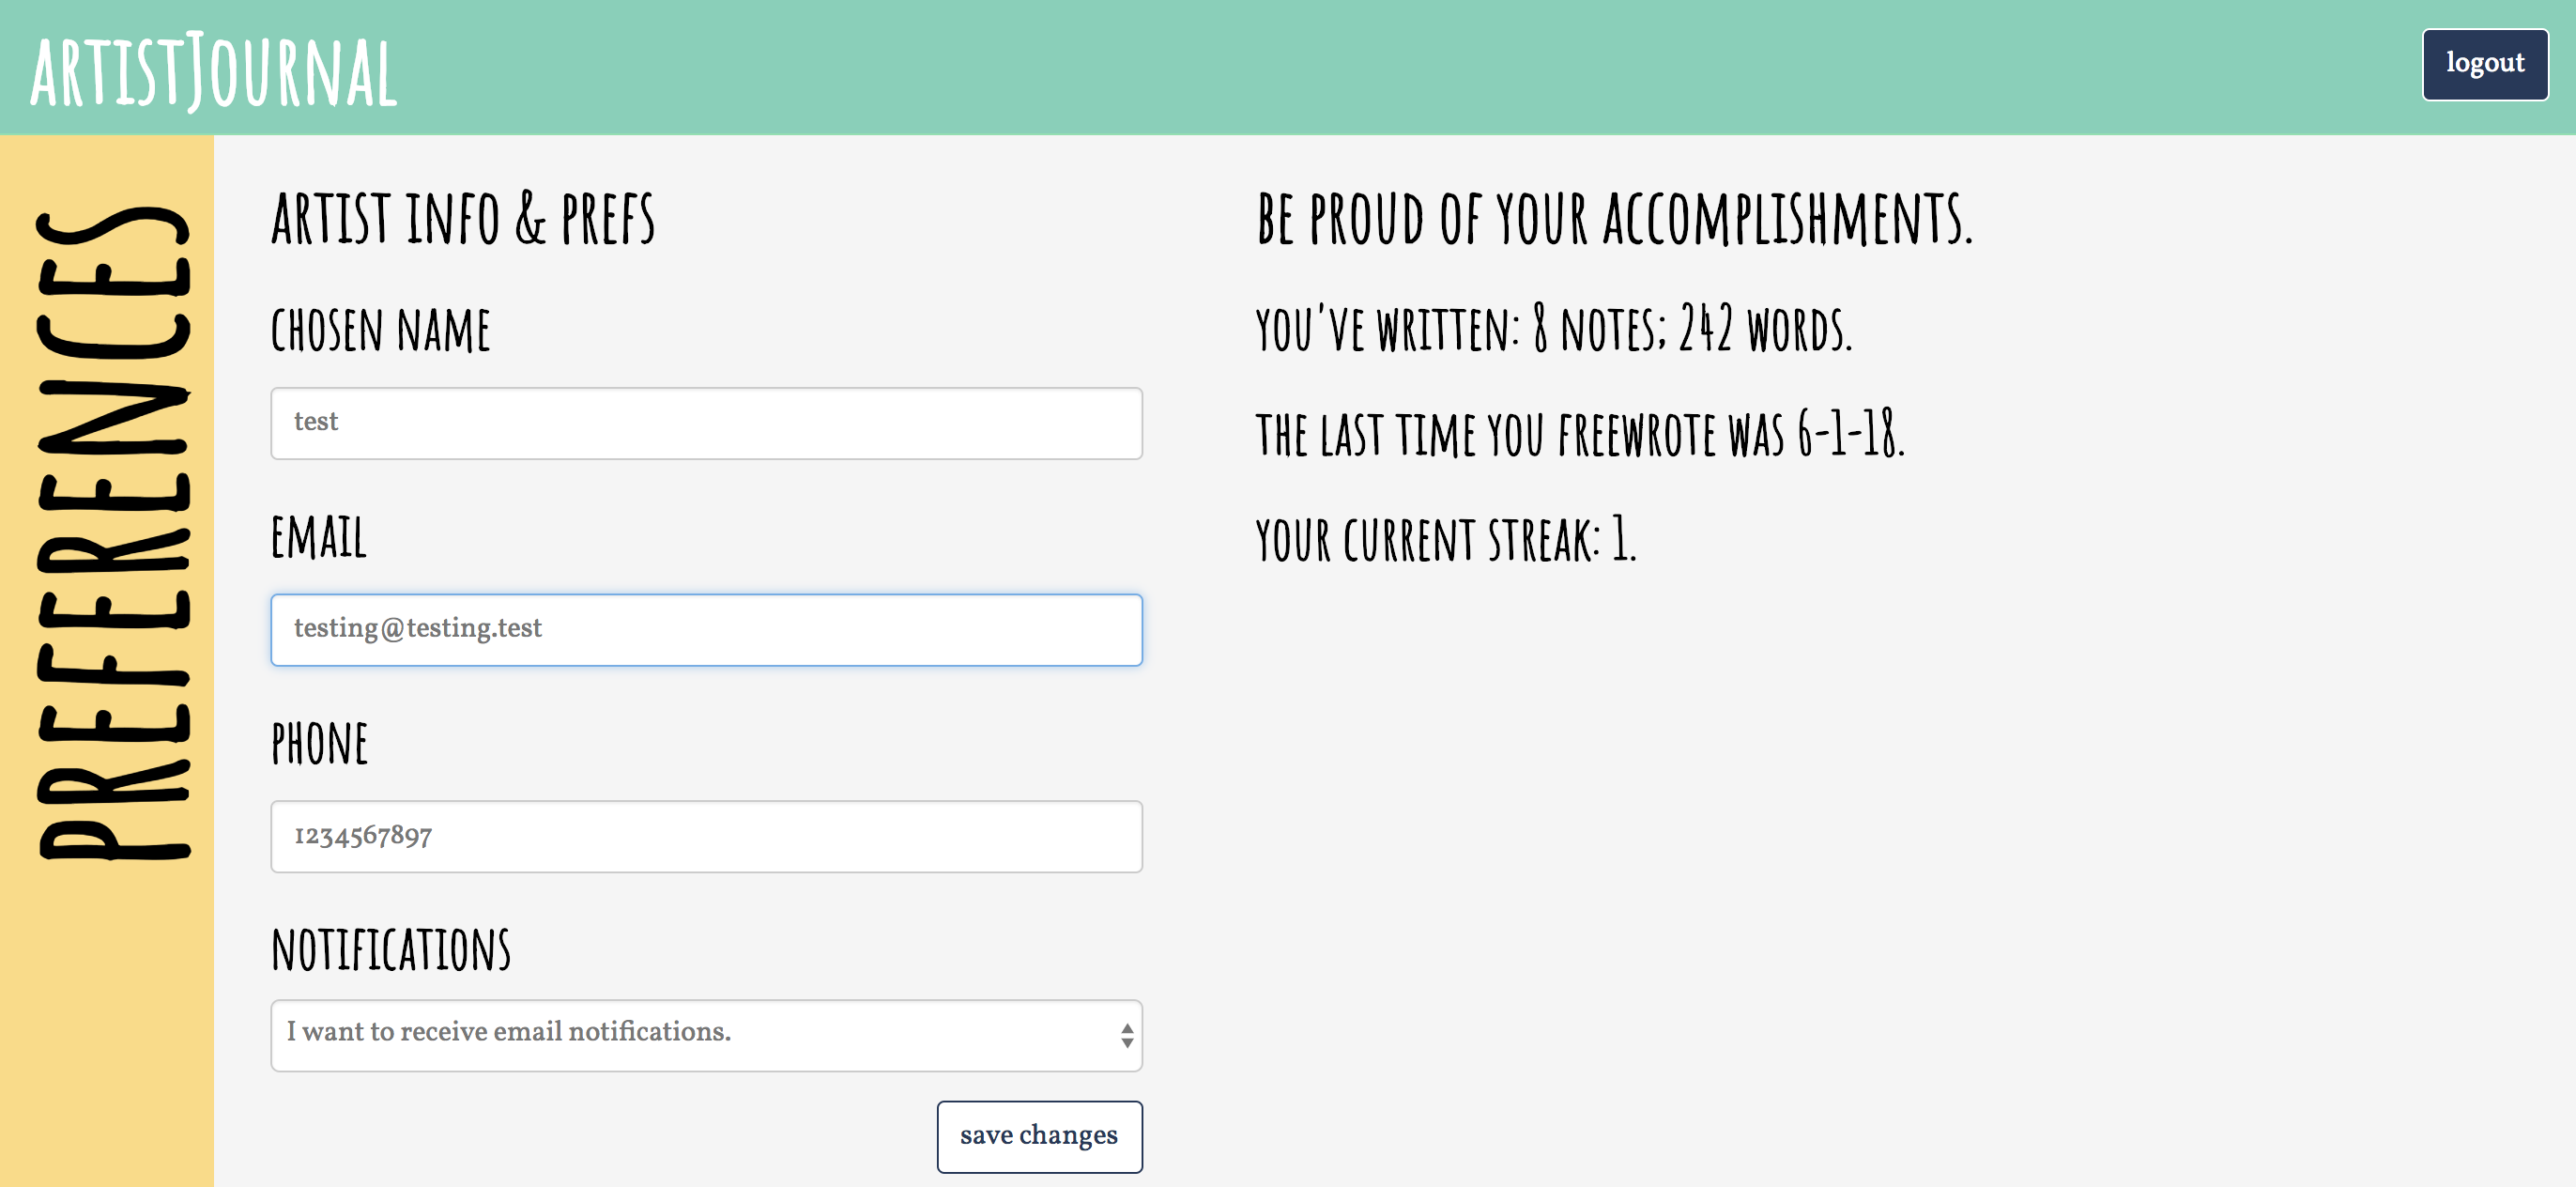 ARTISTJOURNAL
logout
PREFERENCES
ARTIST INFO & PREFS
CHOSEN NAME
test
EMAIL
testing@testing.test
PHONE
1234567897
NOTIFICATIONS
I want to receive email notifications.
save changes
BE PROUD OF YOUR ACCOMPLISHMENTS.
YOU'VE WRITTEN: 8 NOTES; 242 WORDS.
THE LAST TIME YOU FREEWROTE WAS 6-1-18.
YOUR CURRENT STREAK: 1.